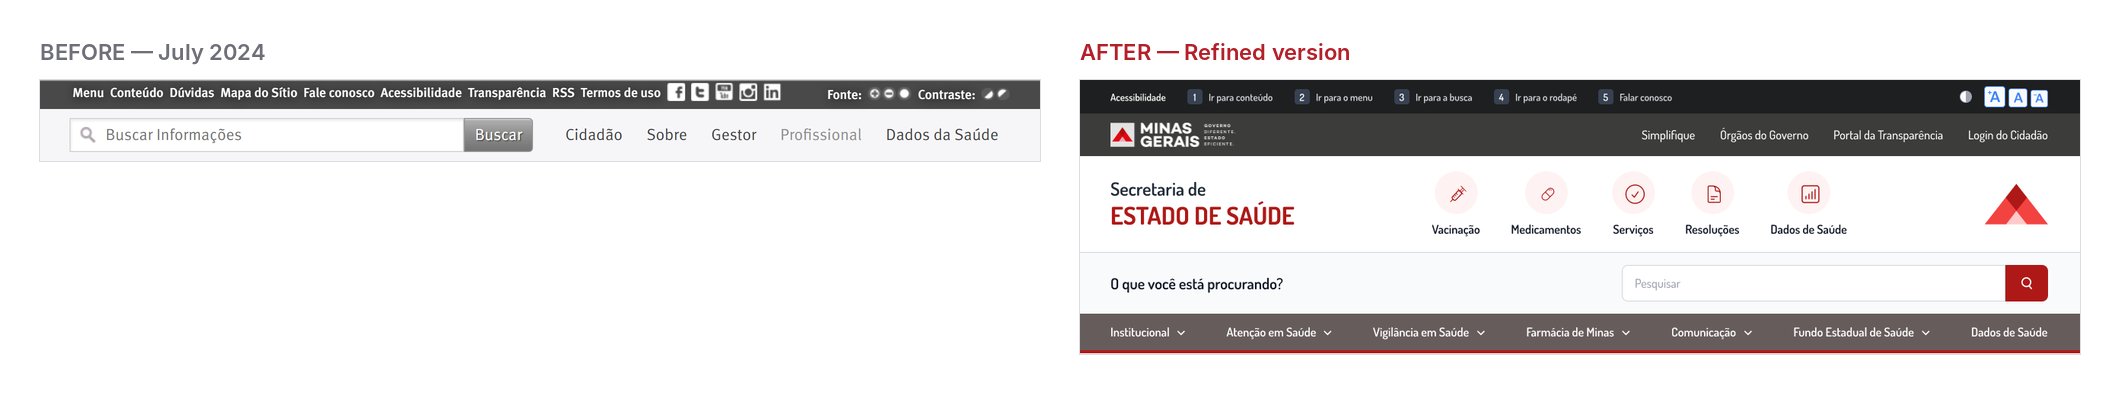 BEFORE — July 2024
Menu Conteúdo Dúvidas Mapa do Sítio Fale conosco Acessibilidade Transparência RSS Termos de uso Fonte: Contraste:
Buscar Informações Buscar Cidadão Sobre Gestor Profissional Dados da Saúde
AFTER — Refined version
Acessibilidade 1 Ir para conteúdo 2 Ir para o menu 3 Ir para a busca 4 Ir para o rodapé 5 Falar conosco +A A -A
MINAS GERAIS
GOVERNO
DIFERENTE.
ESTADO
EFICIENTE.
Simplifique Órgãos do Governo Portal da Transparência Login do Cidadão
Secretaria de
ESTADO DE SAÚDE
Vacinação Medicamentos Serviços Resoluções Dados de Saúde
O que você está procurando? Pesquisar
Institucional Atenção em Saúde Vigilância em Saúde Farmácia de Minas Comunicação Fundo Estadual de Saúde Dados de Saúde